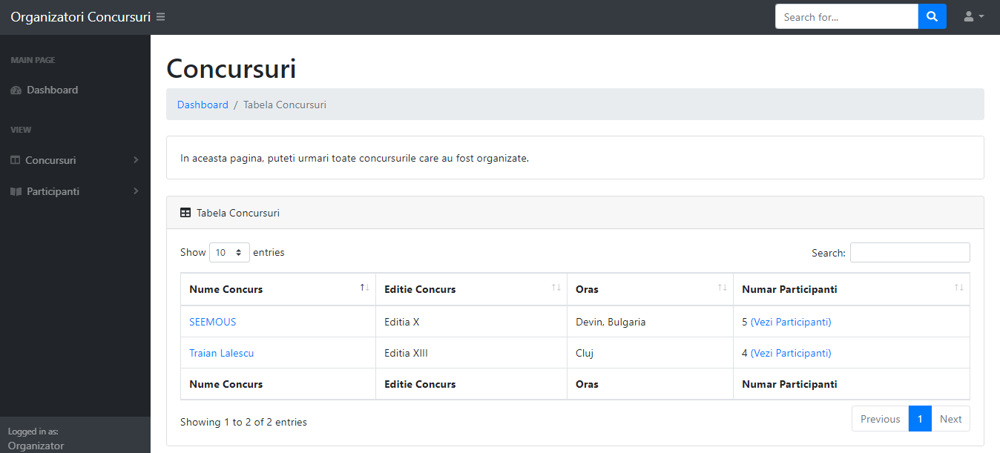 Organizatori Concursuri
Search for...
MAIN PAGE
Dashboard
VIEW
Concursuri
Participanti
Logged in as:
Organizator
Concursuri
Dashboard / Tabela Concursuri
In aceasta pagina, puteti urmari toate concursurile care au fost organizate.
Tabela Concursuri
Show 10 entries Search:
Nume Concurs Editie Concurs Oras Numar Participanti
SEEMOUS Editia X Devin, Bulgaria 5 (Vezi Participanti)
Traian Lalescu Editia XIII Cluj 4 (Vezi Participanti)
Nume Concurs Editie Concurs Oras Numar Participanti
Showing 1 to 2 of 2 entries Previous 1 Next